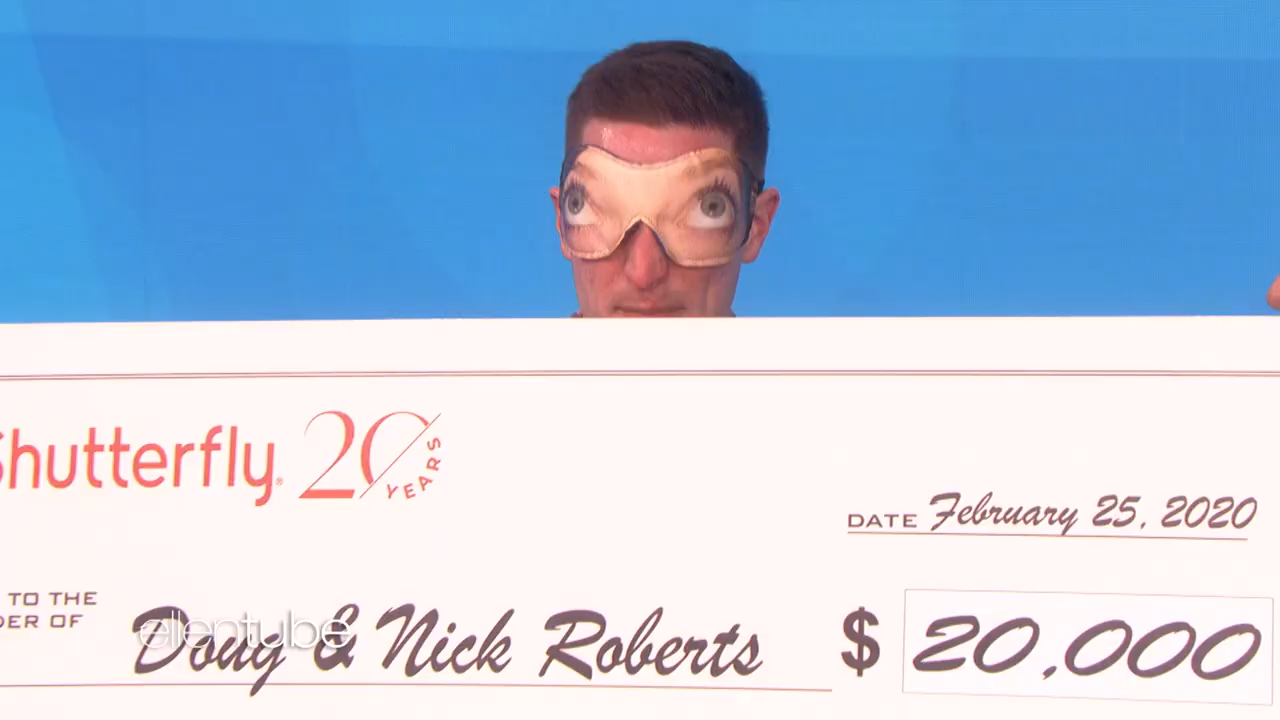 Shutterfly 20 YEARS
DATE February 25, 2020
TO THE
DER OF
Doug & Nick Roberts $ 20,000
ellentube